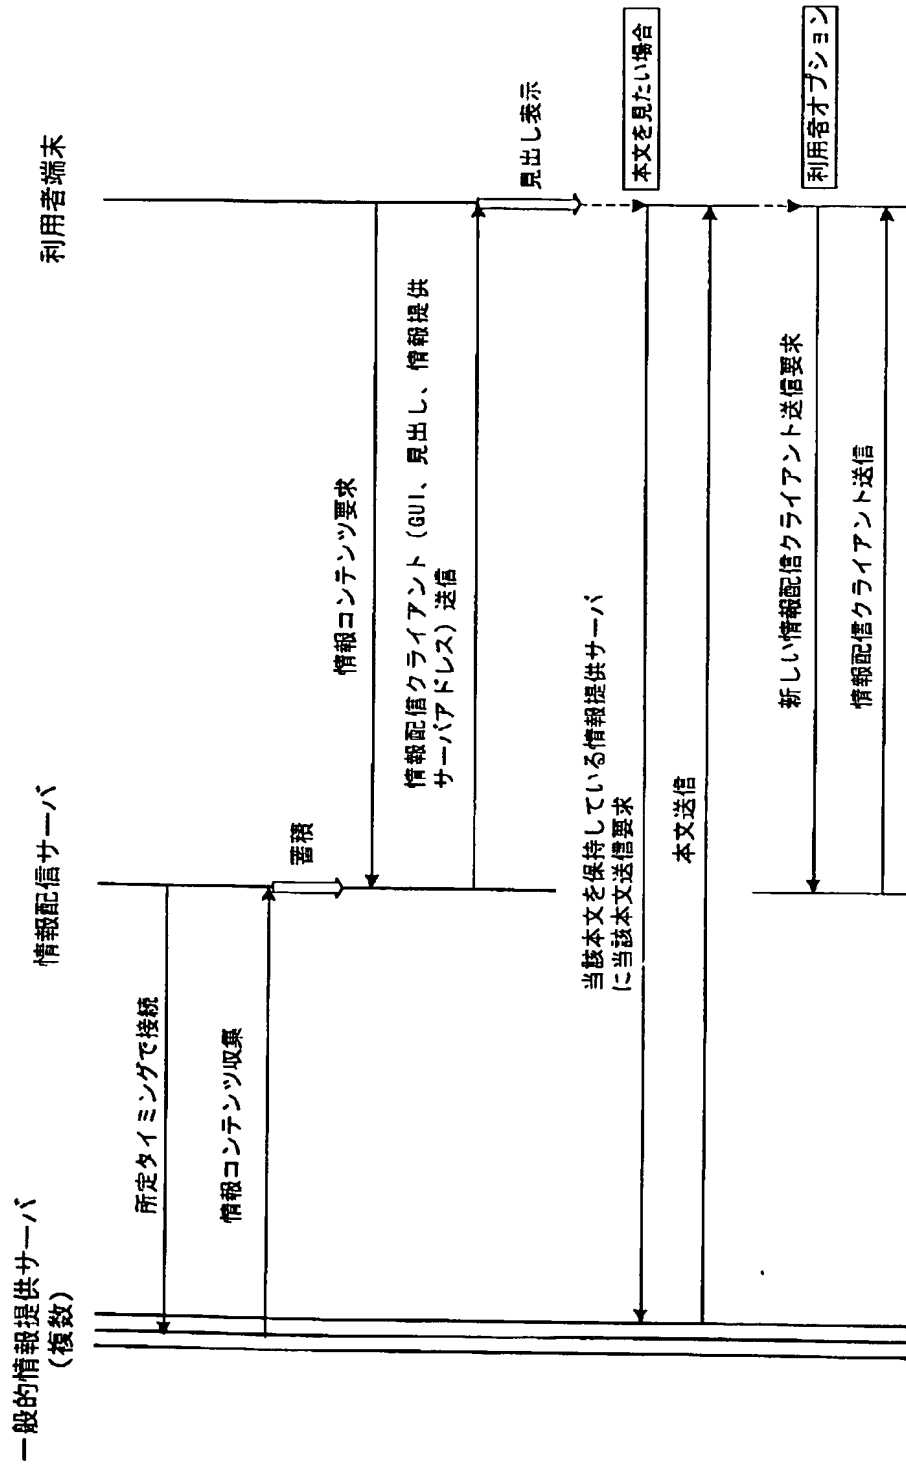 一般的情報提供サーバ
(複数)
情報配信サーバ
利用者端末
所定タイミングで接続
情報コンテンツ収集
蓄積
情報コンテンツ要求
情報配信クライアント(GUI、見出し、情報提供
サーバアドレス)送信
見出し表示
本文を見たい場合
当該本文を保持している情報提供サーバ
に当該本文送信要求
本文送信
利用者オプション
新しい情報配信クライアント送信要求
情報配信クライアント送信